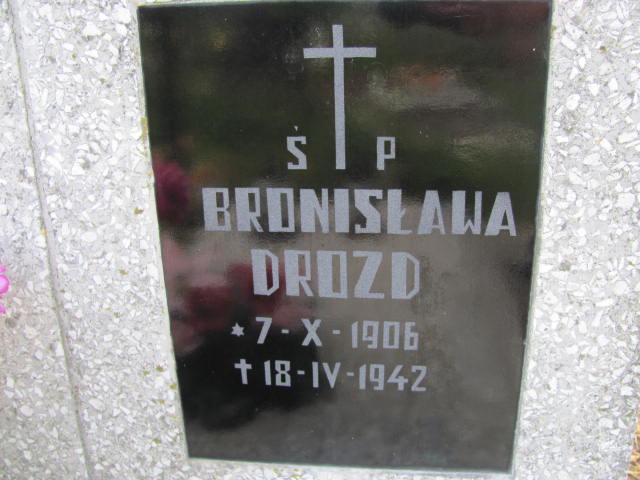 Ś P
BRONISŁAWA
DROZD
* 7-X-1906
† 18-IV-1942